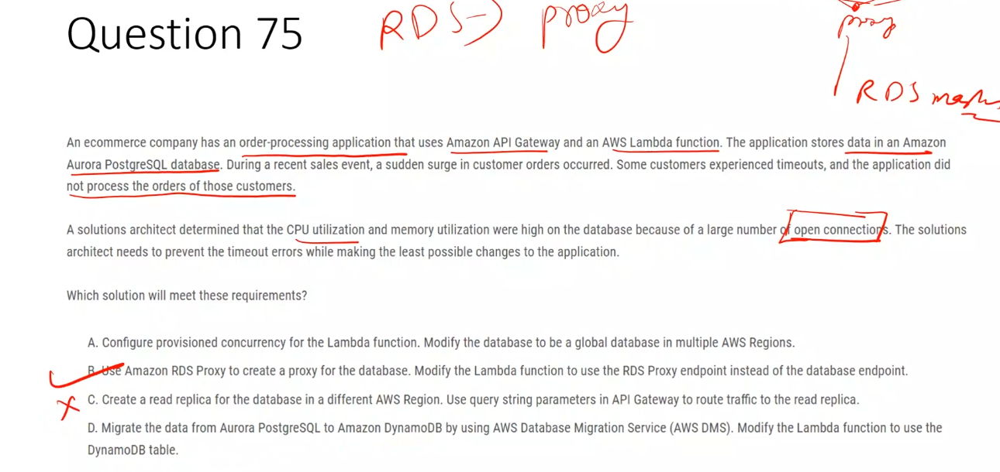 Question 75
RDS → proxy
proxy
RDS
An ecommerce company has an order-processing application that uses Amazon API Gateway and an AWS Lambda function. The application stores data in an Amazon
Aurora PostgreSQL database. During a recent sales event, a sudden surge in customer orders occurred. Some customers experienced timeouts, and the application did
not process the orders of those customers.
A solutions architect determined that the CPU utilization and memory utilization were high on the database because of a large number of open connections. The solutions
architect needs to prevent the timeout errors while making the least possible changes to the application.
Which solution will meet these requirements?
A. Configure provisioned concurrency for the Lambda function. Modify the database to be a global database in multiple AWS Regions.
B. Use Amazon RDS Proxy to create a proxy for the database. Modify the Lambda function to use the RDS Proxy endpoint instead of the database endpoint.
C. Create a read replica for the database in a different AWS Region. Use query string parameters in API Gateway to route traffic to the read replica.
D. Migrate the data from Aurora PostgreSQL to Amazon DynamoDB by using AWS Database Migration Service (AWS DMS). Modify the Lambda function to use the
DynamoDB table.